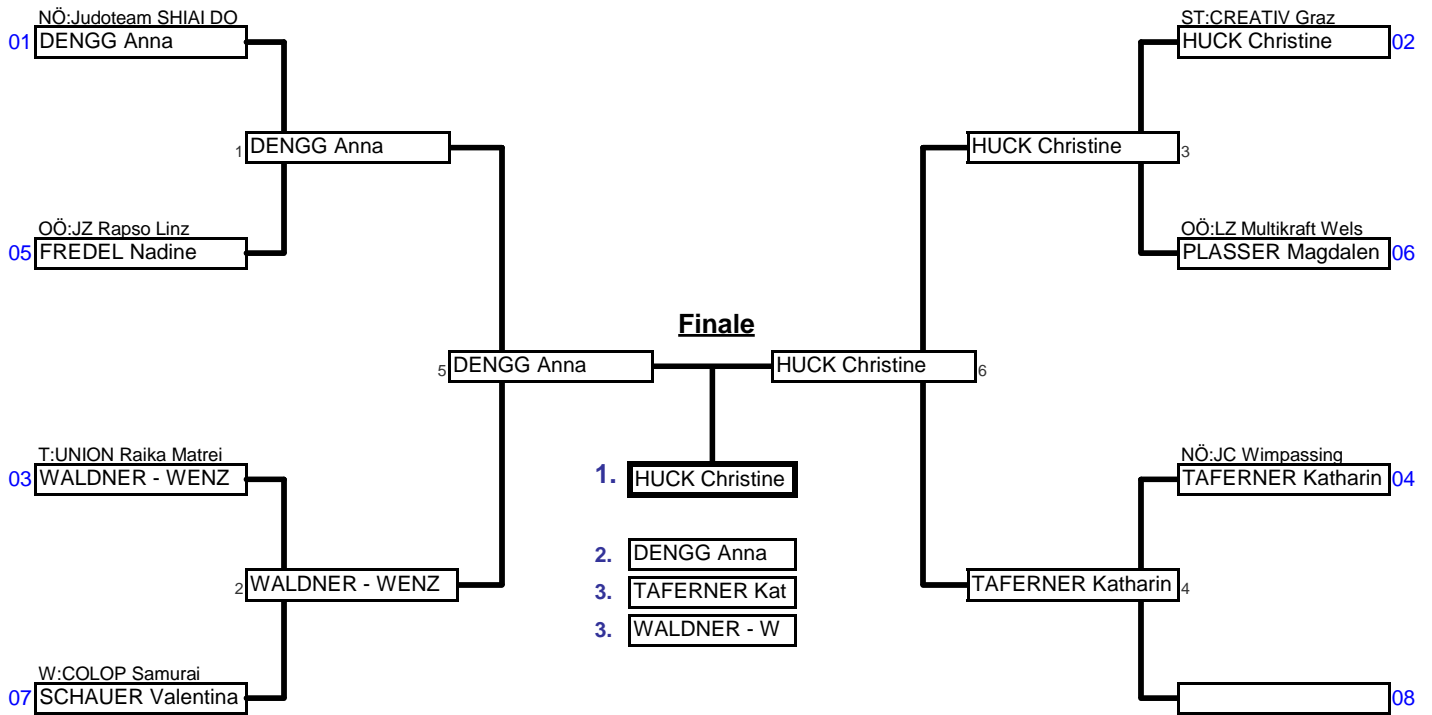 NÖ:Judoteam SHIAI DO
01 DENGG Anna
1 DENGG Anna
OÖ:JZ Rapso Linz
05 FREDEL Nadine
5 DENGG Anna
T:UNION Raika Matrei
03 WALDNER - WENZ
2 WALDNER - WENZ
W:COLOP Samurai
07 SCHAUER Valentina
Finale
1. HUCK Christine
2. DENGG Anna
3. TAFERNER Kat
3. WALDNER - W
ST:CREATIV Graz
HUCK Christine 02
HUCK Christine 3
OÖ:LZ Multikraft Wels
PLASSER Magdalen 06
HUCK Christine 6
NÖ:JC Wimpassing
TAFERNER Katharin 04
TAFERNER Katharin 4
08